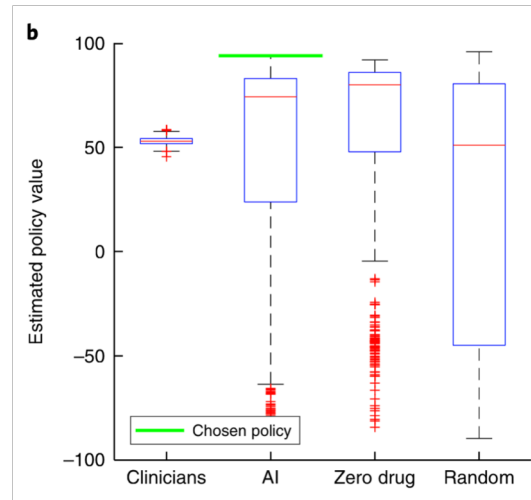 b
100
50
0
−50
−100
Estimated policy value
Chosen policy
Clinicians
AI
Zero drug
Random